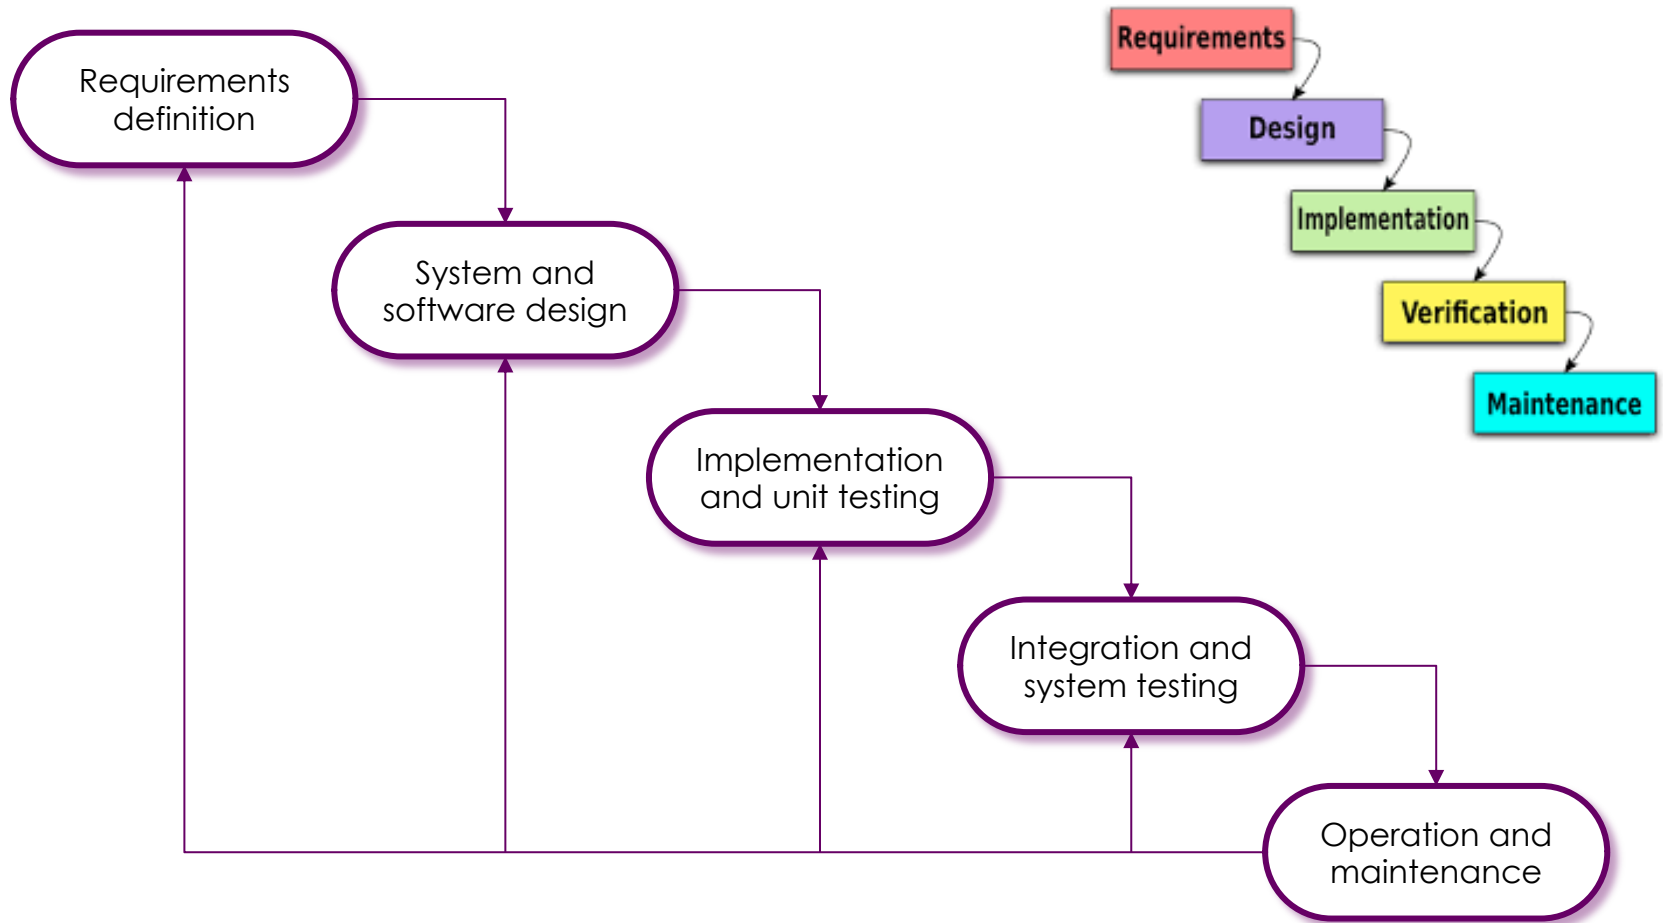 Requirements
definition
System and
software design
Implementation
and unit testing
Integration and
system testing
Operation and
maintenance
Requirements
Design
Implementation
Verification
Maintenance